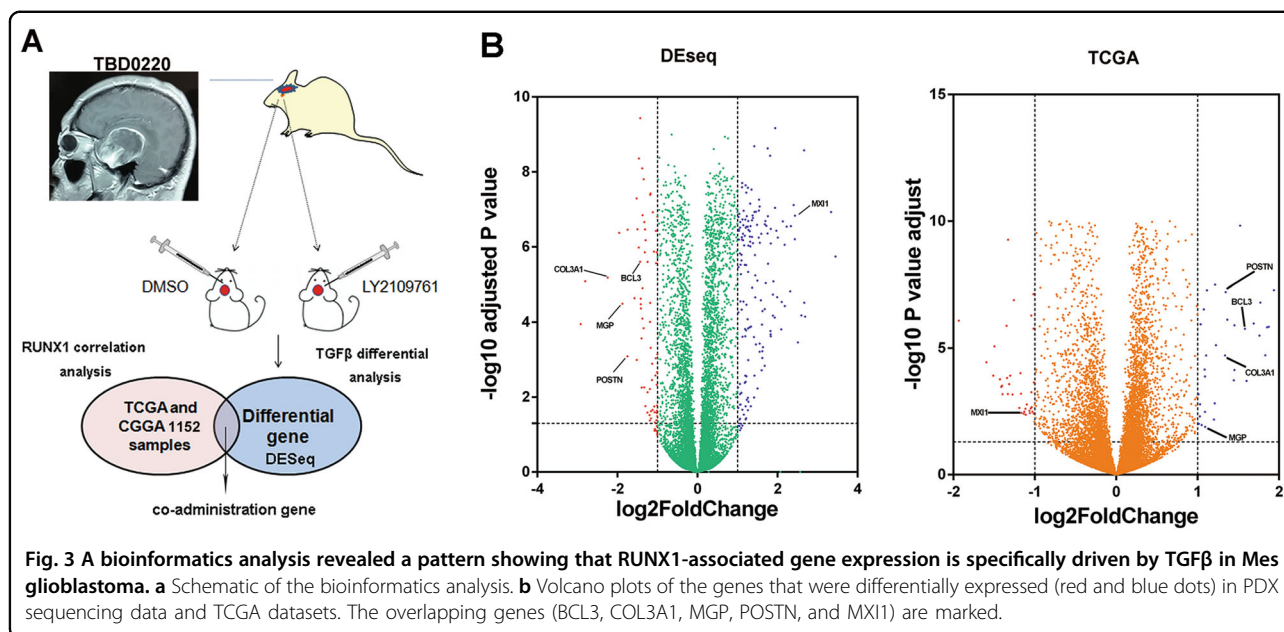 A
TBD0220
DMSO
LY2109761
RUNX1 correlation
analysis
TGFβ differential
analysis
TCGA and
CGGA 1152
samples
Differential
gene
DESeq
co-administration gene
B
DEseq
-log10 adjusted P value
10
8
6
4
2
0
-4
-2
0
2
4
log2FoldChange
COL3A1
BCL3
MGP
POSTN
MXI1
TCGA
-log10 P value adjust
15
10
5
0
-2
-1
0
1
2
log2FoldChange
POSTN
BCL3
COL3A1
MXI1
MGP
Fig. 3 A bioinformatics analysis revealed a pattern showing that RUNX1-associated gene expression is specifically driven by TGFβ in Mes
glioblastoma. a Schematic of the bioinformatics analysis. b Volcano plots of the genes that were differentially expressed (red and blue dots) in PDX
sequencing data and TCGA datasets. The overlapping genes (BCL3, COL3A1, MGP, POSTN, and MXI1) are marked.